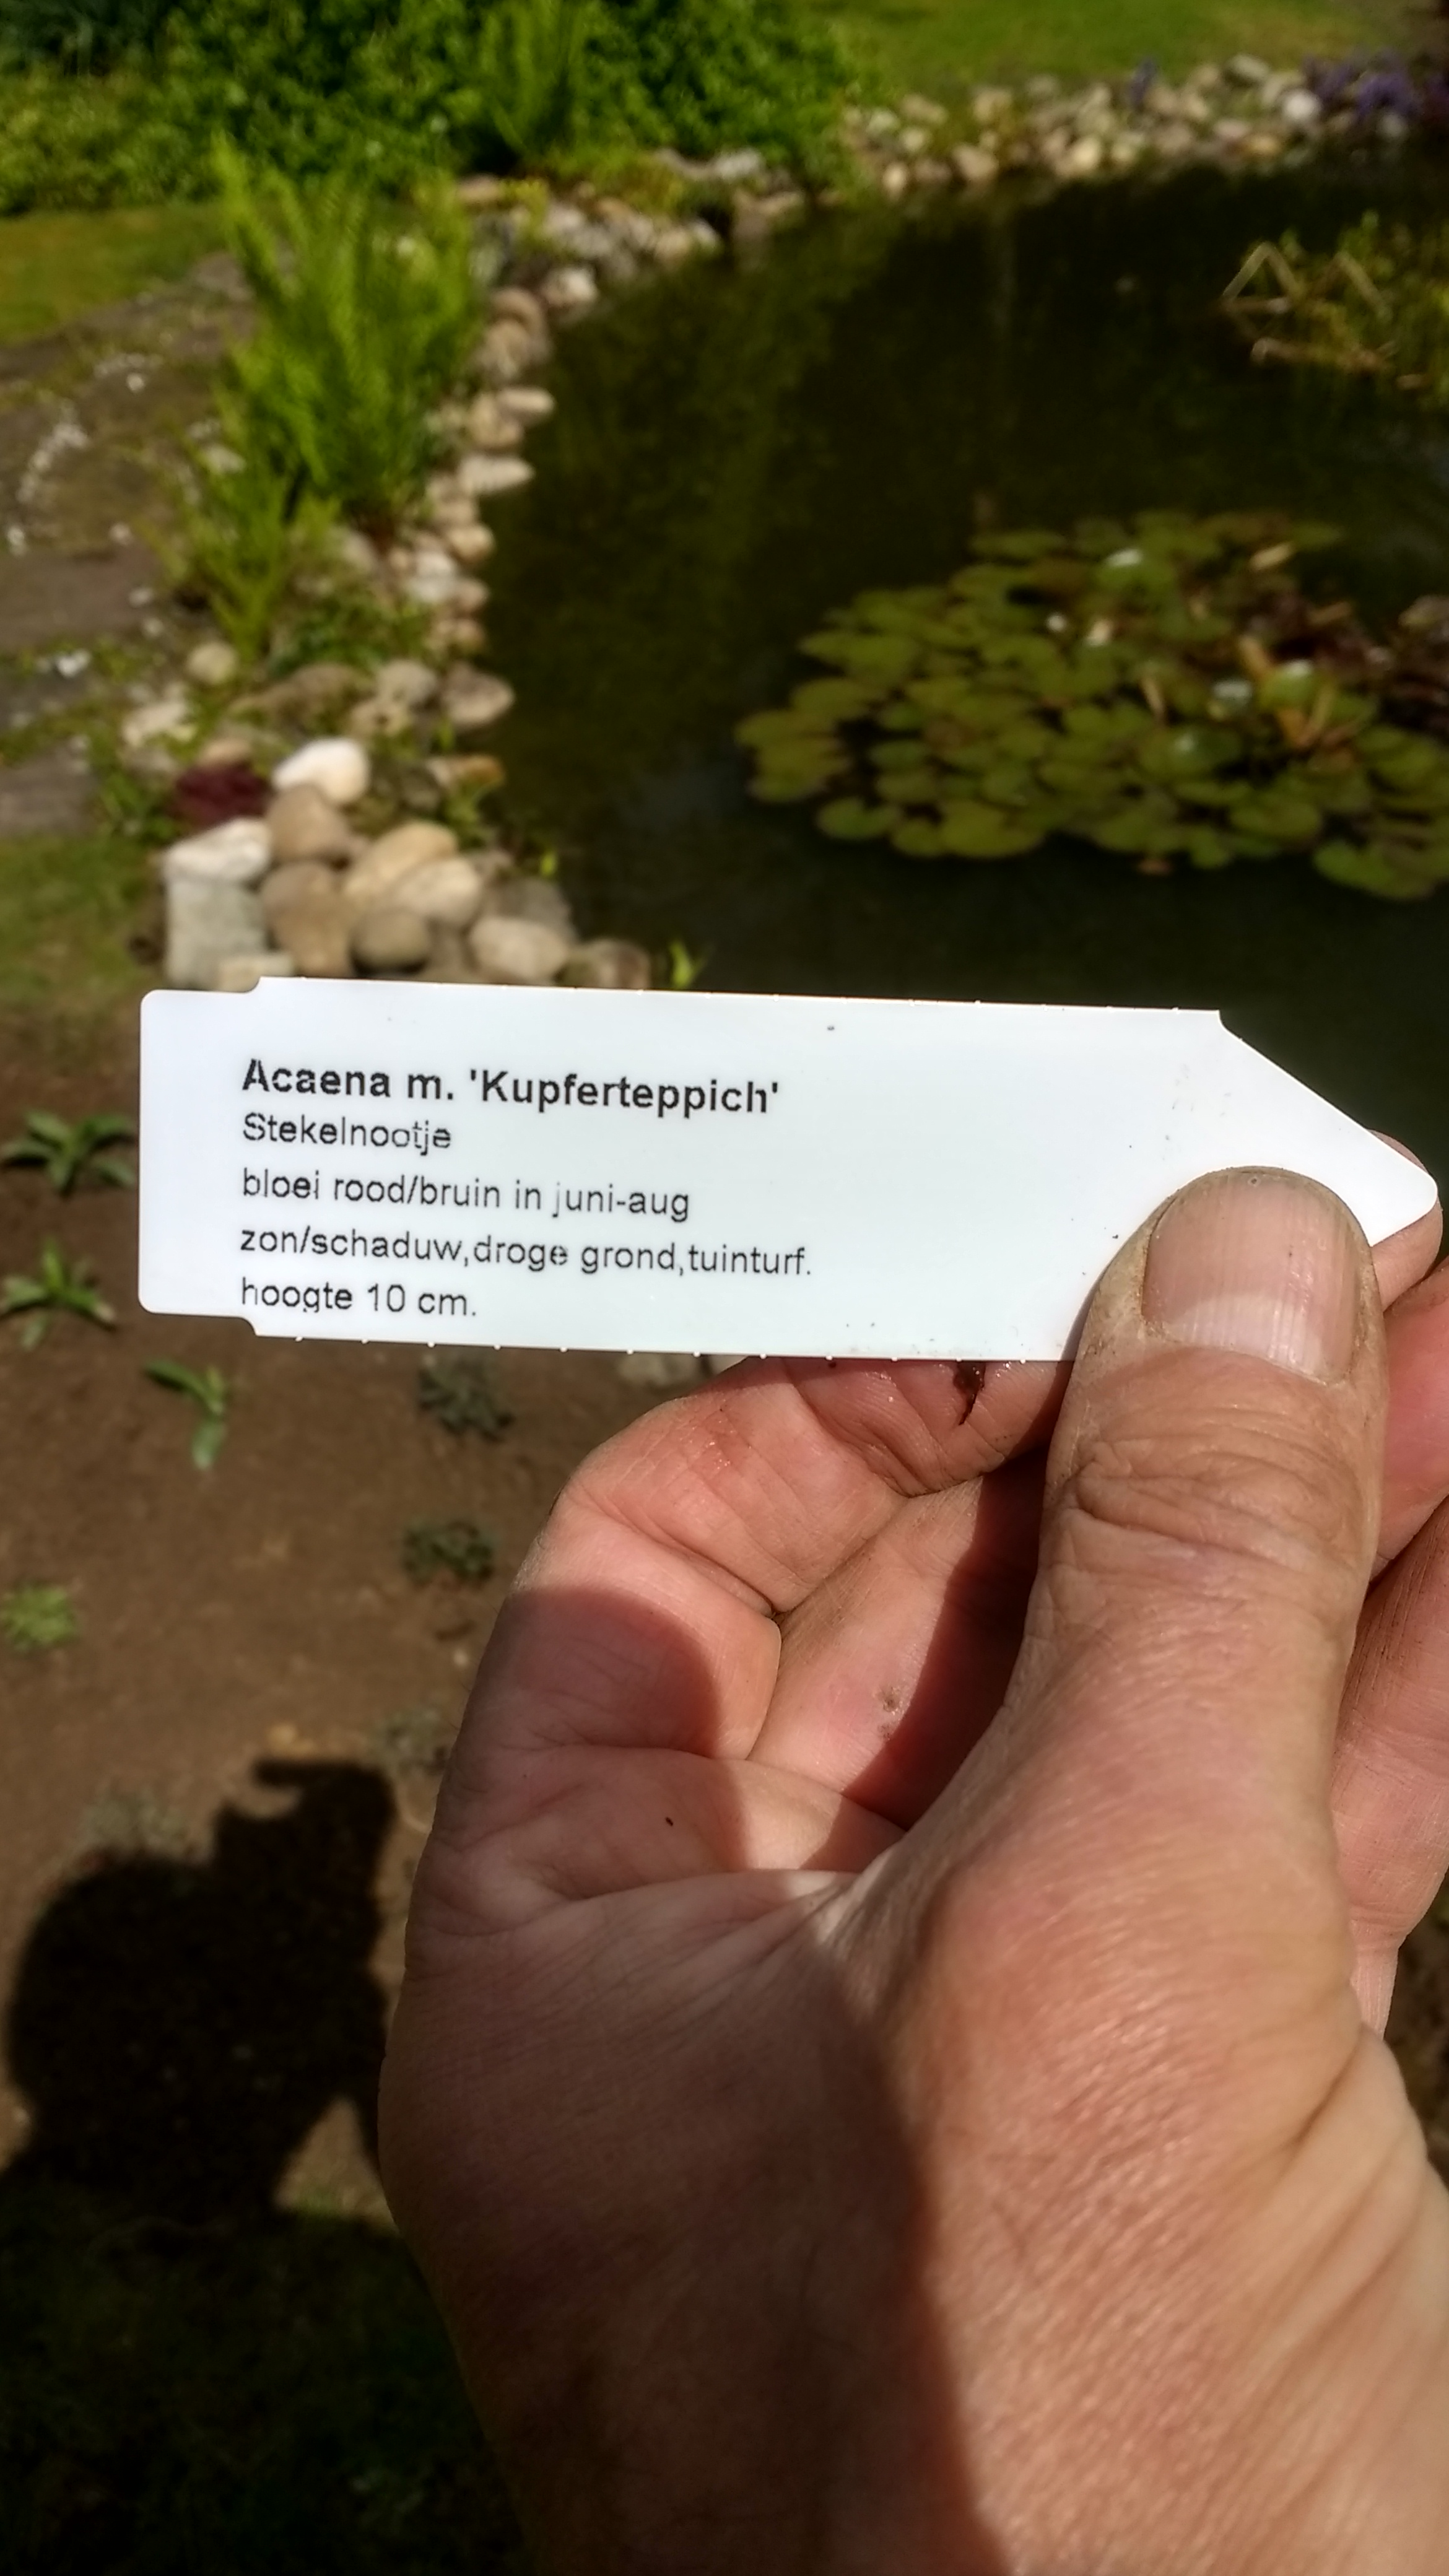 Acaena m. 'Kupferteppich'
Stekelnootje
bloei rood/bruin in juni-aug
zon/schaduw,droge grond,tuinturf.
hoogte 10 cm.